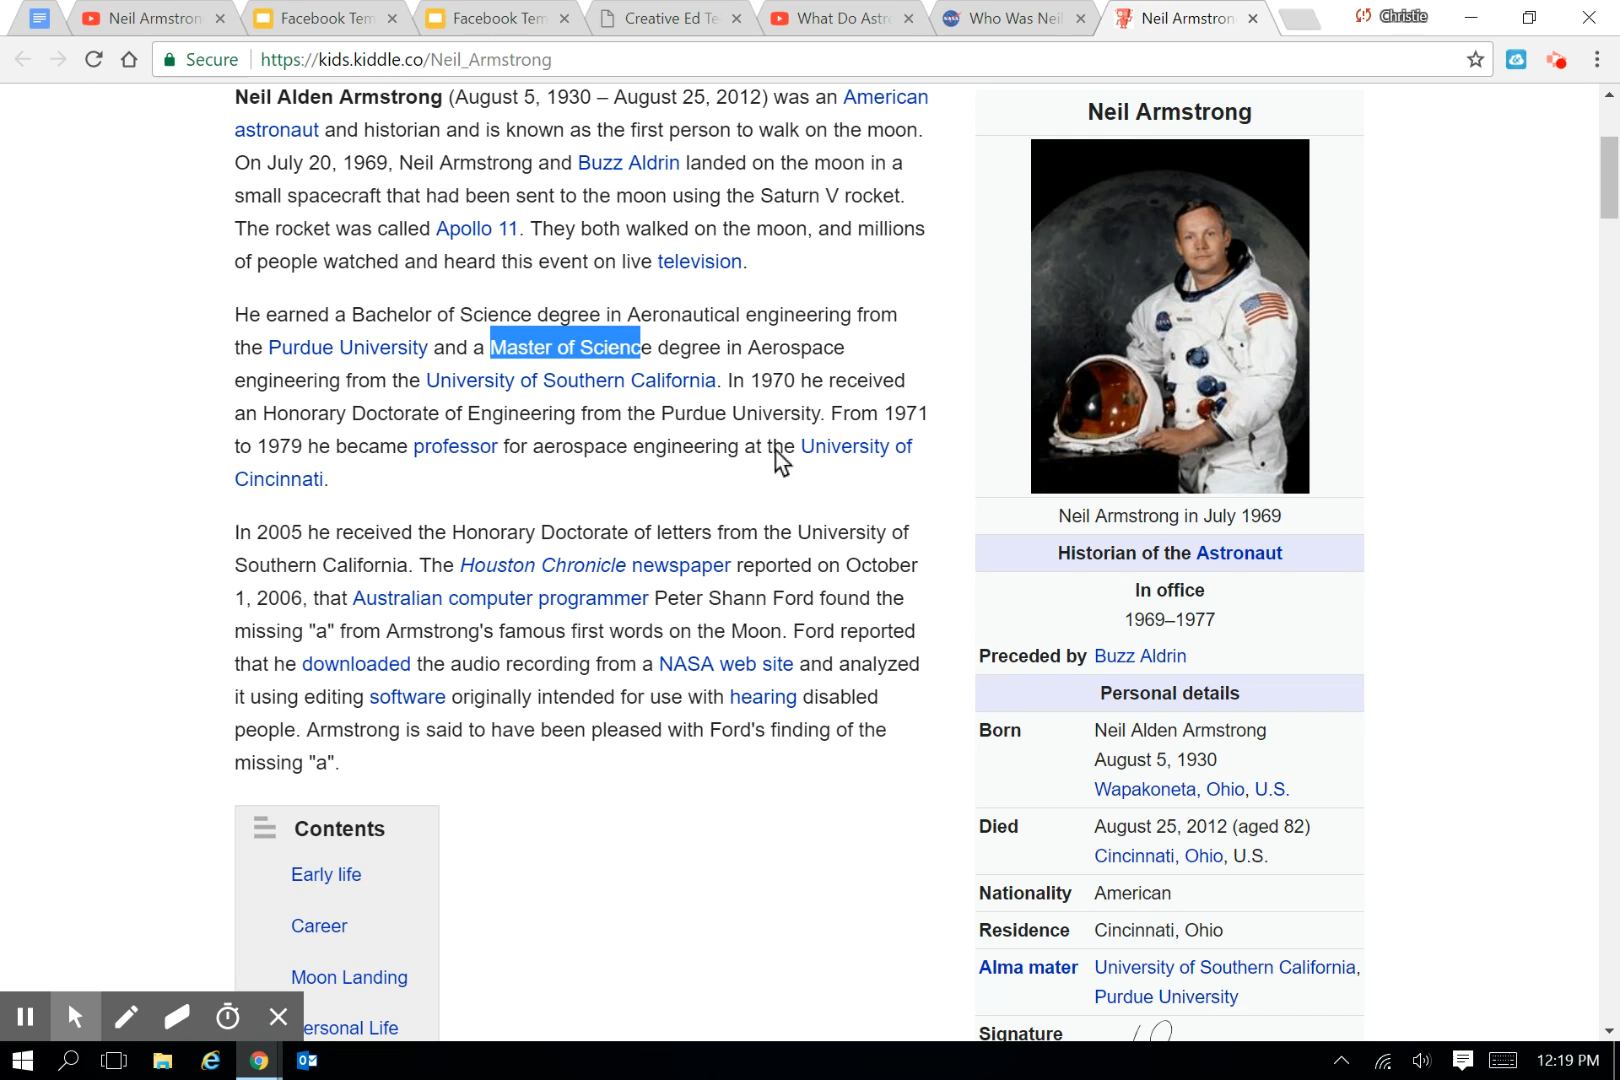 Neil Armstron
Facebook Tem
Facebook Tem
Creative Ed Te
What Do Astr
Who Was Neil
Neil Armstron
Christie
Secure
https://kids.kiddle.co/Neil_Armstrong
Neil Alden Armstrong (August 5, 1930 – August 25, 2012) was an American
astronaut and historian and is known as the first person to walk on the moon.
On July 20, 1969, Neil Armstrong and Buzz Aldrin landed on the moon in a
small spacecraft that had been sent to the moon using the Saturn V rocket.
The rocket was called Apollo 11. They both walked on the moon, and millions
of people watched and heard this event on live television.
He earned a Bachelor of Science degree in Aeronautical engineering from
the Purdue University and a Master of Science degree in Aerospace
engineering from the University of Southern California. In 1970 he received
an Honorary Doctorate of Engineering from the Purdue University. From 1971
to 1979 he became professor for aerospace engineering at the University of
Cincinnati.
In 2005 he received the Honorary Doctorate of letters from the University of
Southern California. The Houston Chronicle newspaper reported on October
1, 2006, that Australian computer programmer Peter Shann Ford found the
missing "a" from Armstrong's famous first words on the Moon. Ford reported
that he downloaded the audio recording from a NASA web site and analyzed
it using editing software originally intended for use with hearing disabled
people. Armstrong is said to have been pleased with Ford's finding of the
missing "a".
Contents
Early life
Career
Moon Landing
ersonal Life
Neil Armstrong
Neil Armstrong in July 1969
Historian of the Astronaut
In office
1969–1977
Preceded by Buzz Aldrin
Personal details
Born Neil Alden Armstrong
August 5, 1930
Wapakoneta, Ohio, U.S.
Died August 25, 2012 (aged 82)
Cincinnati, Ohio, U.S.
Nationality American
Residence Cincinnati, Ohio
Alma mater University of Southern California,
Purdue University
Signature
12:19 PM